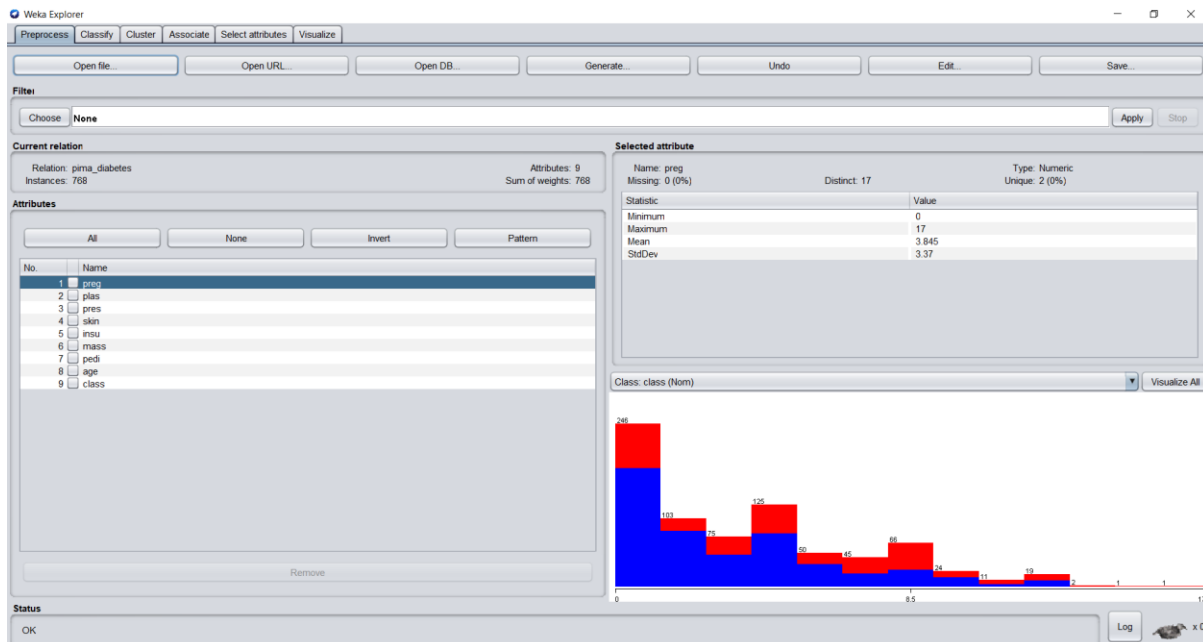 Weka Explorer
Preprocess Classify Cluster Associate Select attributes Visualize
Open file... Open URL... Open DB... Generate... Undo Edit... Save...
Filter
Choose None Apply Stop
Current relation
Relation: pima_diabetes Attributes: 9
Instances: 768 Sum of weights: 768
Attributes
All None Invert Pattern
No. Name
1 preg
2 plas
3 pres
4 skin
5 insu
6 mass
7 pedi
8 age
9 class
Remove
Selected attribute
Name: preg Type: Numeric
Missing: 0 (0%) Distinct: 17 Unique: 2 (0%)
Statistic Value
Minimum 0
Maximum 17
Mean 3.845
StdDev 3.37
Class: class (Nom) Visualize All
246
103
75
125
50
45
66
24
11
19
2
1
1
0 8.5
Status
OK Log x 0